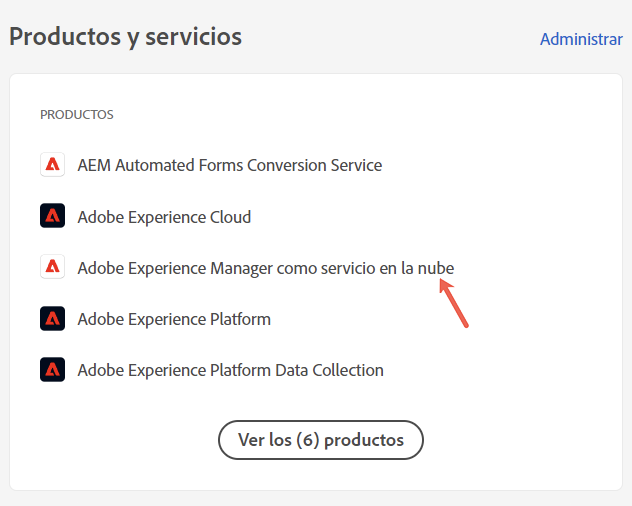 Productos y servicios
Administrar
PRODUCTOS
AEM Automated Forms Conversion Service
Adobe Experience Cloud
Adobe Experience Manager como servicio en la nube
Adobe Experience Platform
Adobe Experience Platform Data Collection
Ver los (6) productos